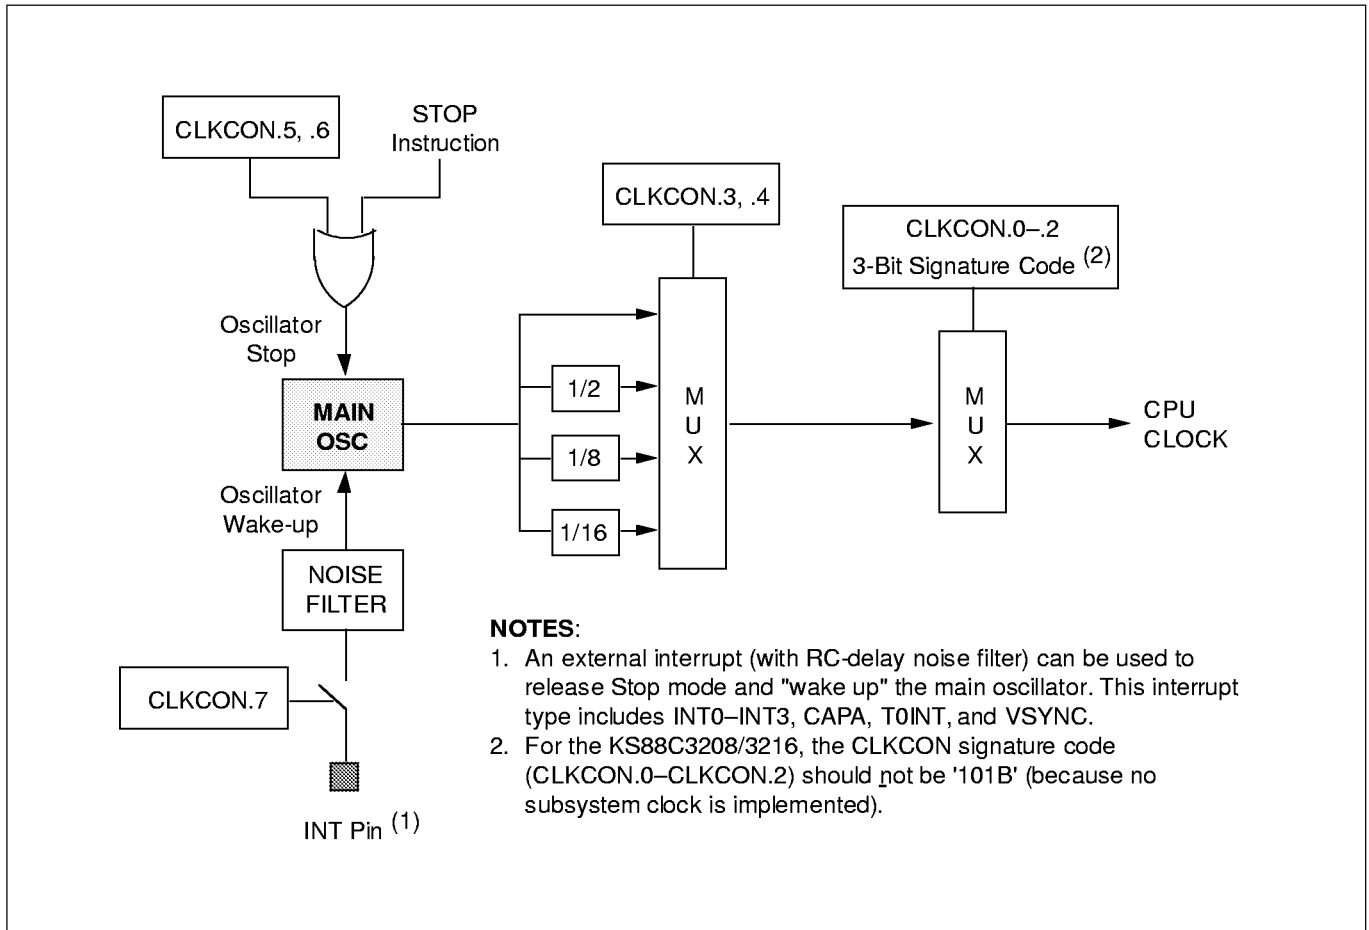 CLKCON.5, .6
STOP
Instruction
CLKCON.3, .4
CLKCON.0–.2
3-Bit Signature Code (2)
Oscillator
Stop
MAIN
OSC
1/2
1/8
1/16
M
U
X
M
U
X
CPU
CLOCK
Oscillator
Wake-up
NOISE
FILTER
CLKCON.7
INT Pin (1)
NOTES:
1. An external interrupt (with RC-delay noise filter) can be used to
release Stop mode and "wake up" the main oscillator. This interrupt
type includes INT0–INT3, CAPA, T0INT, and VSYNC.
2. For the KS88C3208/3216, the CLKCON signature code
(CLKCON.0–CLKCON.2) should not be '101B' (because no
subsystem clock is implemented).